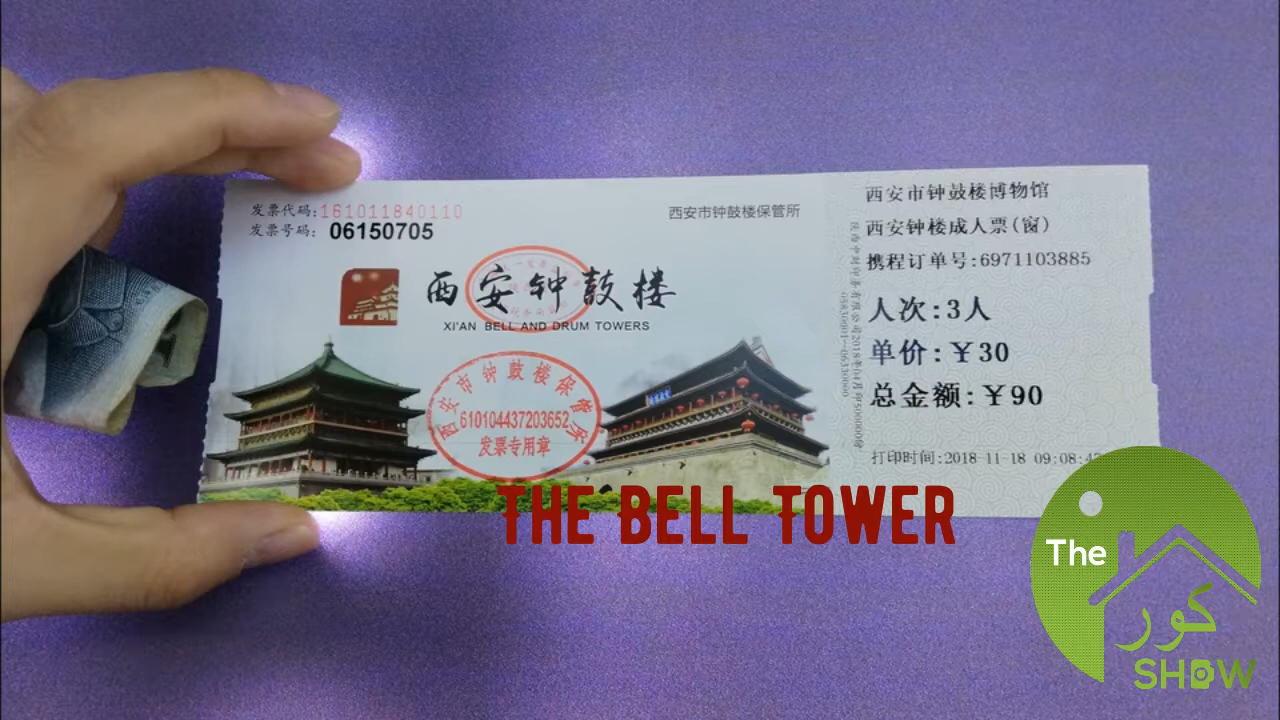 发票代码:161011840110
发票号码: 06150705
西安市钟鼓楼保管所
西安钟鼓楼
XI'AN BELL AND DRUM TOWERS
西安市钟鼓楼保管所
610104437203652
发票专用章
西安市钟鼓楼博物馆
西安钟楼成人票(窗)
携程订单号:6971103885
人次:3人
单价:¥30
总金额:¥90
打印时间:2018-11-18 09:08:4
THE BELL TOWER
The
كور
SHOW